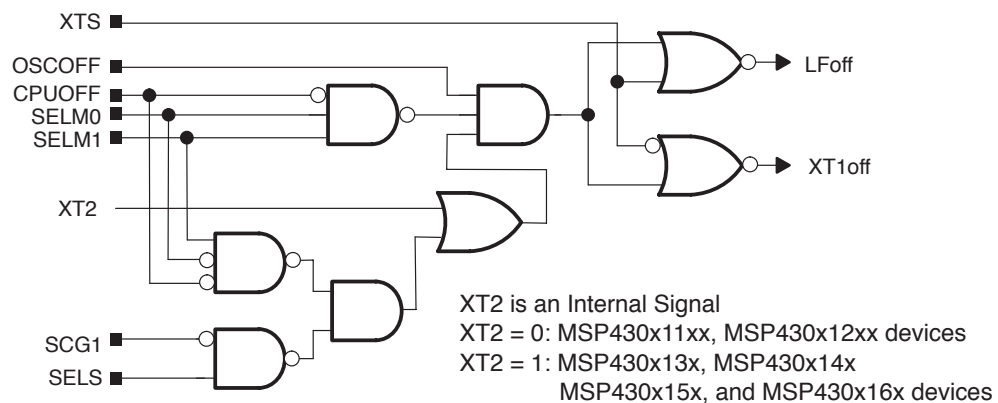 XTS
OSCOFF
CPUOFF
SELM0
SELM1
XT2
SCG1
SELS
LFoff
XT1off
XT2 is an Internal Signal
XT2 = 0: MSP430x11xx, MSP430x12xx devices
XT2 = 1: MSP430x13x, MSP430x14x
MSP430x15x, and MSP430x16x devices